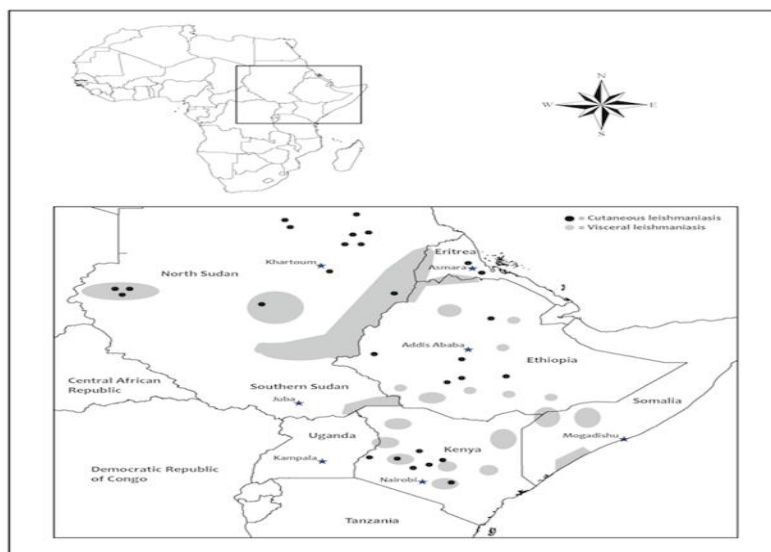 N
W E
S
● = Cutaneous leishmaniasis
● = Visceral leishmaniasis
Eritrea
Khartoum
Asmara
North Sudan
Addis Ababa
Ethiopia
Central African
Republic
Southern Sudan
Juba
Somalia
Uganda
Kenya
Mogadishu
Kampala
Democratic Republic
of Congo
Nairobi
Tanzania